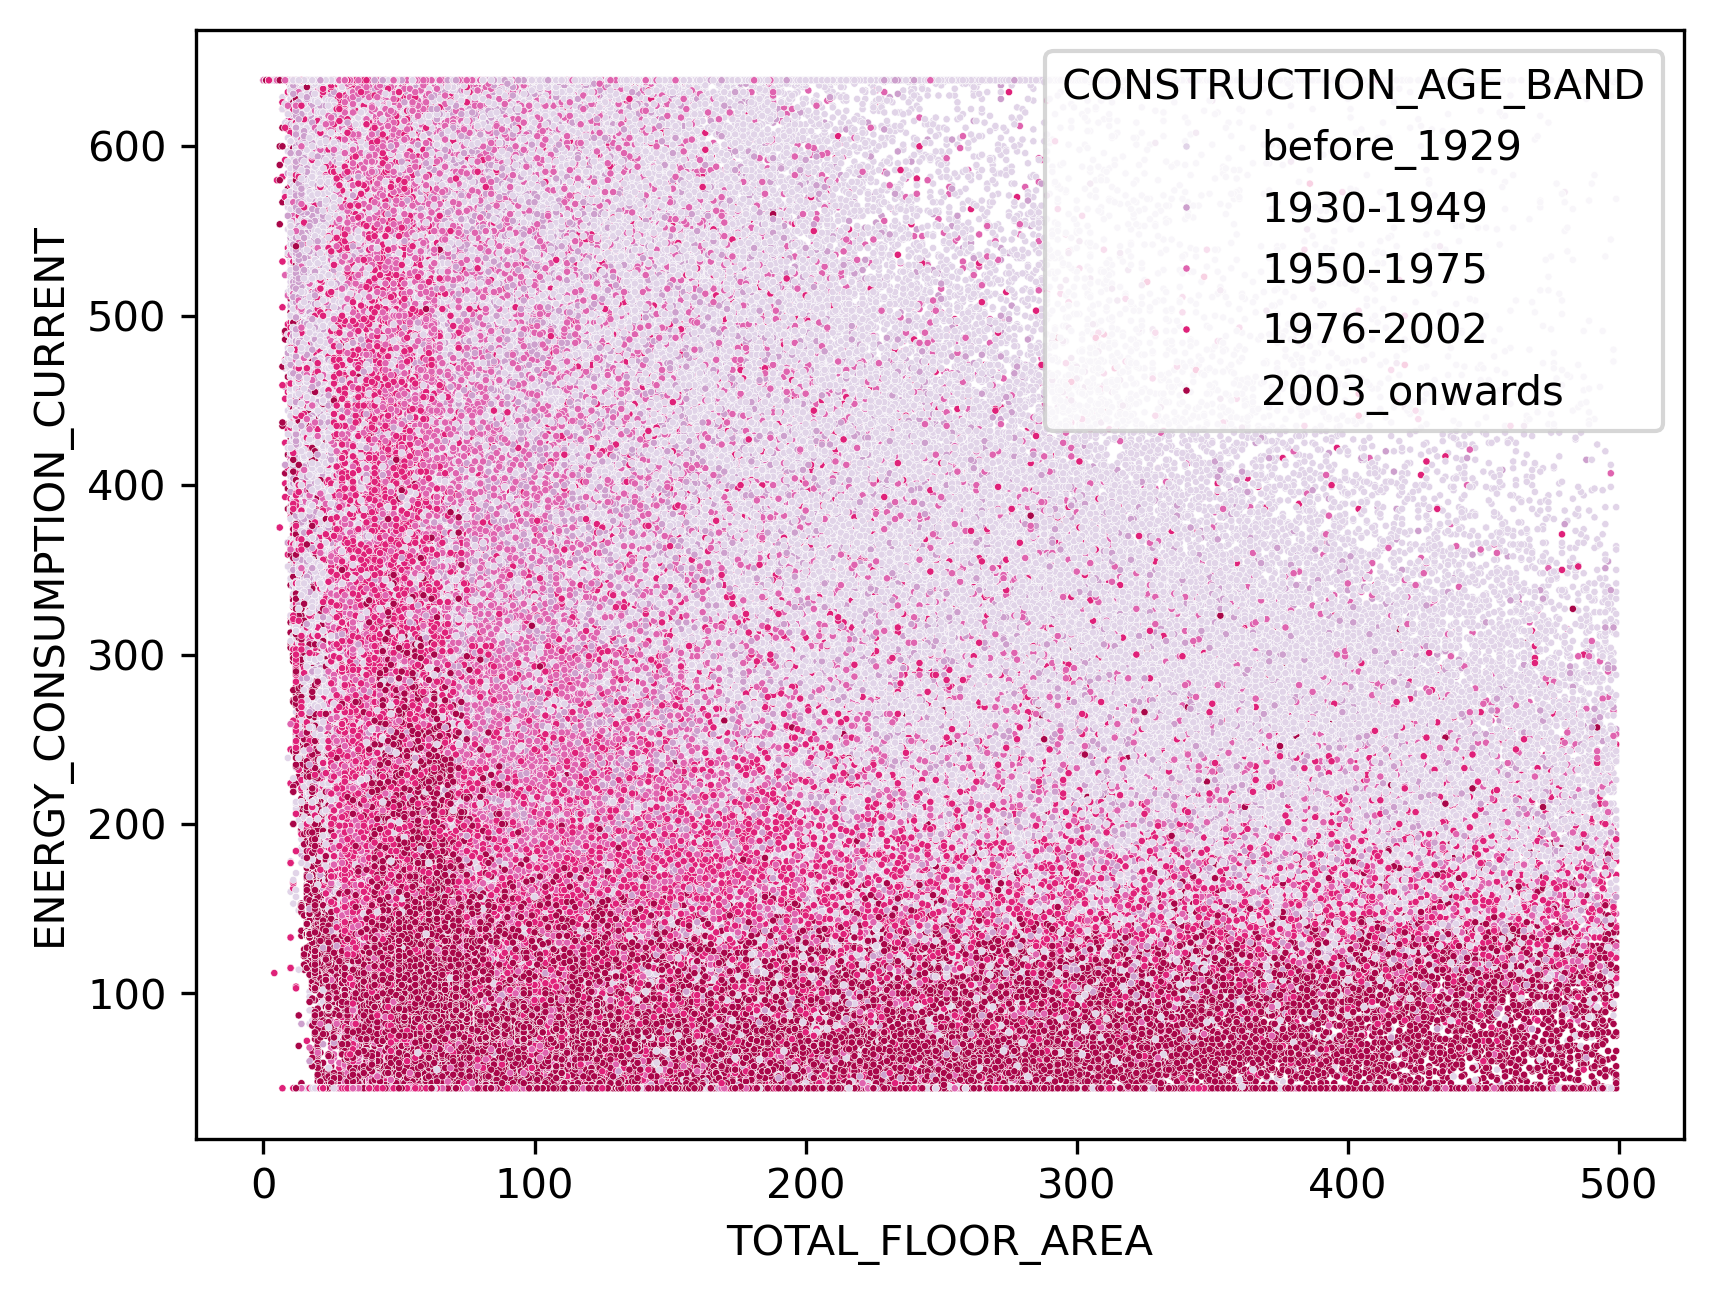 CONSTRUCTION_AGE_BAND
before_1929
1930-1949
1950-1975
1976-2002
2003_onwards
ENERGY_CONSUMPTION_CURRENT
600
500
400
300
200
100
0 100 200 300 400 500
TOTAL_FLOOR_AREA